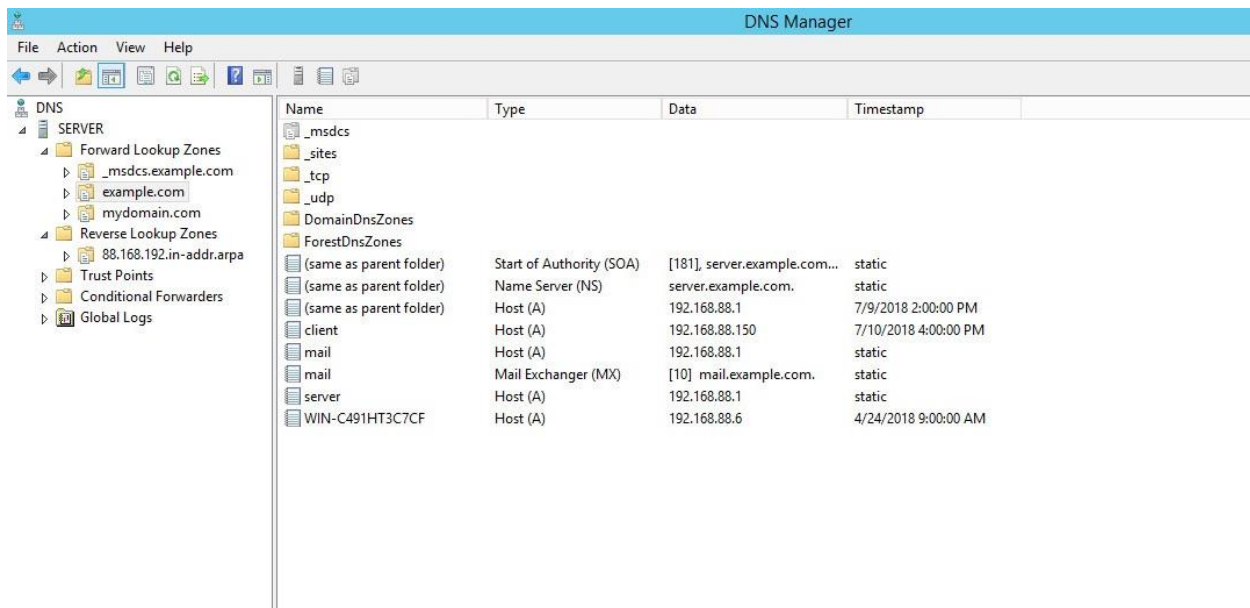 DNS Manager
File Action View Help
DNS
SERVER
Forward Lookup Zones
_msdcs.example.com
example.com
mydomain.com
Reverse Lookup Zones
88.168.192.in-addr.arpa
Trust Points
Conditional Forwarders
Global Logs
Name Type Data Timestamp
_msdcs
_sites
_tcp
_udp
DomainDnsZones
ForestDnsZones
(same as parent folder) Start of Authority (SOA) [181], server.example.com... static
(same as parent folder) Name Server (NS) server.example.com. static
(same as parent folder) Host (A) 192.168.88.1 7/9/2018 2:00:00 PM
client Host (A) 192.168.88.150 7/10/2018 4:00:00 PM
mail Host (A) 192.168.88.1 static
mail Mail Exchanger (MX) [10] mail.example.com. static
server Host (A) 192.168.88.1 static
WIN-C491HT3C7CF Host (A) 192.168.88.6 4/24/2018 9:00:00 AM